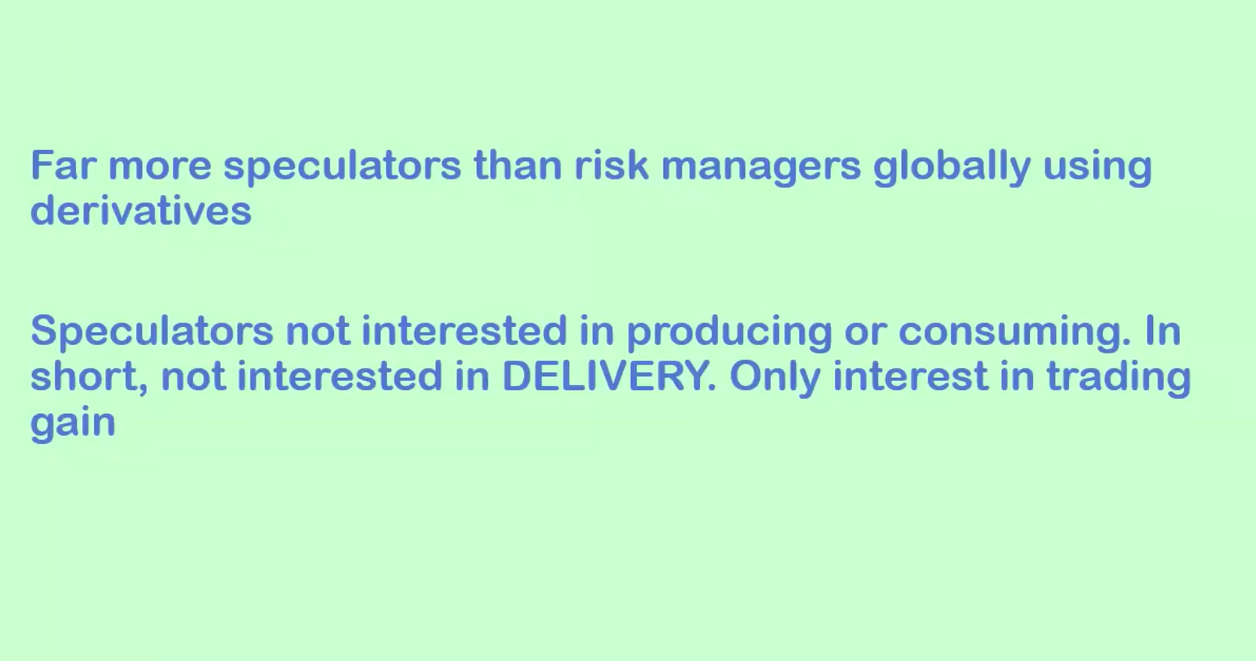 Far more speculators than risk managers globally using
derivatives
Speculators not interested in producing or consuming. In
short, not interested in DELIVERY. Only interest in trading
gain